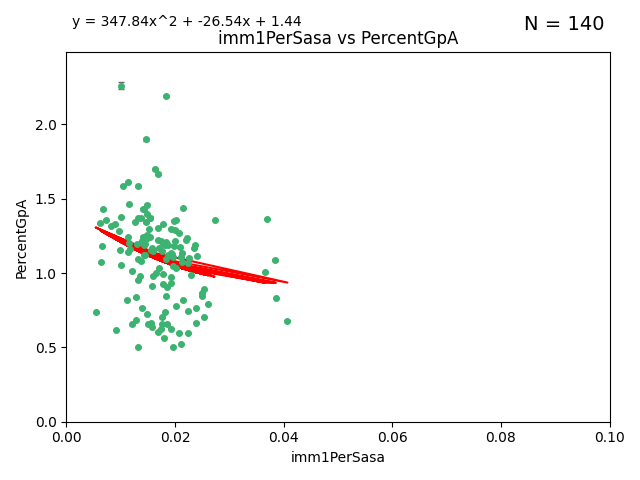 y = 347.84x^2 + -26.54x + 1.44
N = 140
imm1PerSasa vs PercentGpA
PercentGpA
2.0
1.5
1.0
0.5
0.0
0.00 0.02 0.04 0.06 0.08 0.10
imm1PerSasa